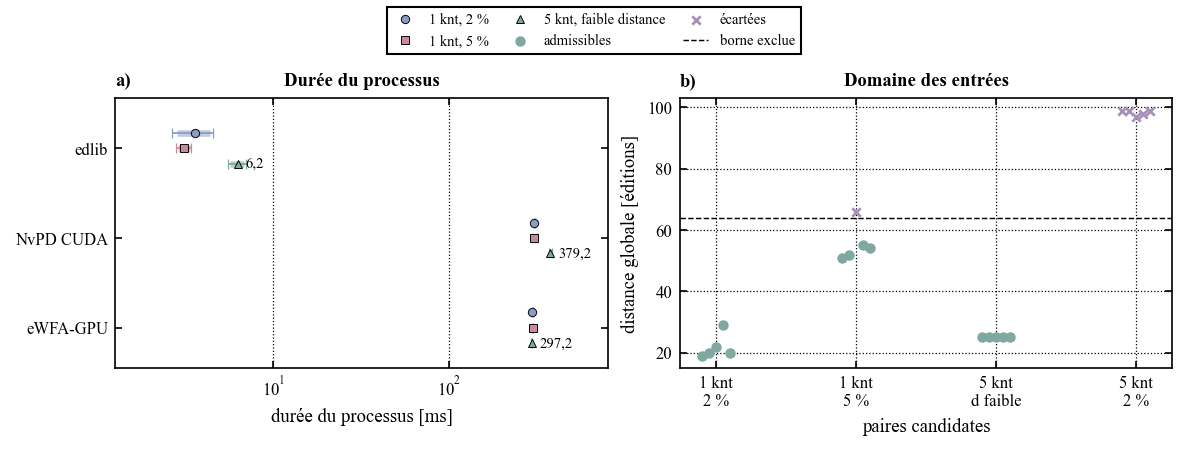 1 knt, 2 %
1 knt, 5 %
5 knt, faible distance
admissibles
écartées
borne exclue
a)
Durée du processus
edlib
NvPD CUDA
eWFA-GPU
6,2
379,2
297,2
10¹
10²
durée du processus [ms]
b)
Domaine des entrées
distance globale [éditions]
100
80
60
40
20
1 knt
2 %
1 knt
5 %
5 knt
d faible
5 knt
2 %
paires candidates